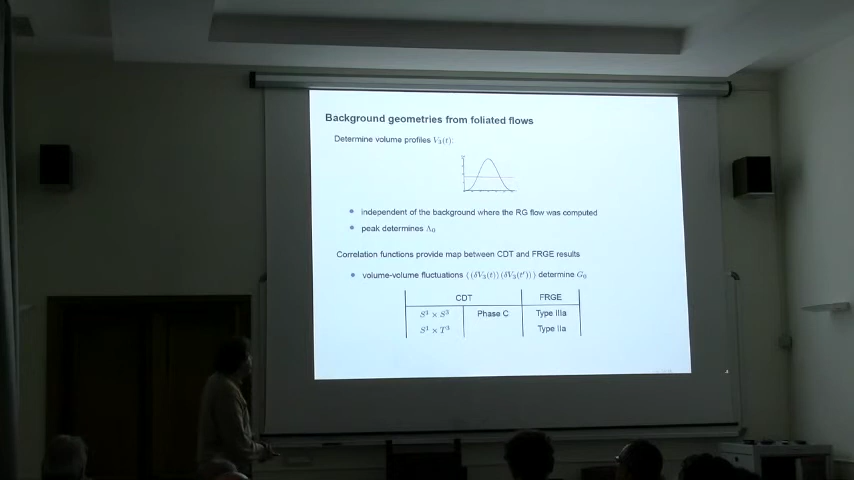 Background geometries from foliated flows
Determine volume profiles V₃(t):
• independent of the background where the RG flow was computed
• peak determines Λ₀
Correlation functions provide map between CDT and FRGE results
• volume-volume fluctuations ⟨(δV₃(t))(δV₃(t′))⟩ determine G₀
CDT FRGE
S¹ × S³ Phase C Type IIIa
S¹ × T³ Type IIa